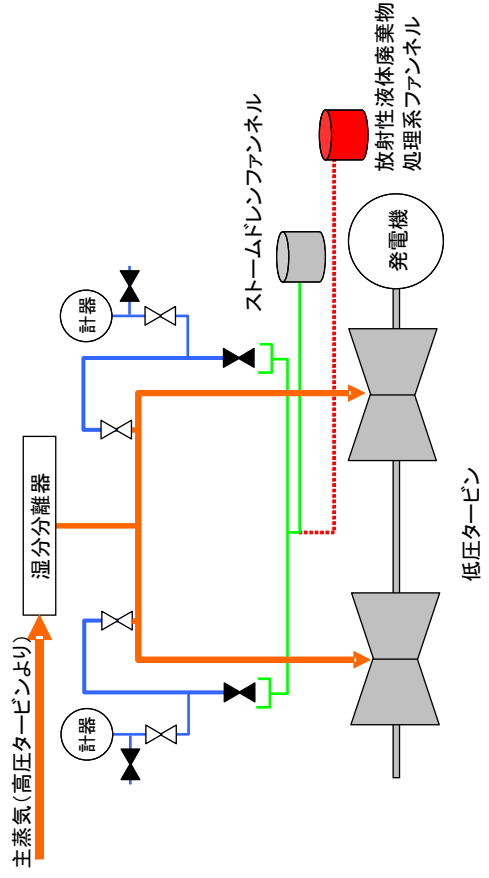 主蒸気（高圧タービンより）
湿分分離器
計器
計器
ストームドレンファンネル
放射性液体廃棄物
処理系ファンネル
発電機
低圧タービン